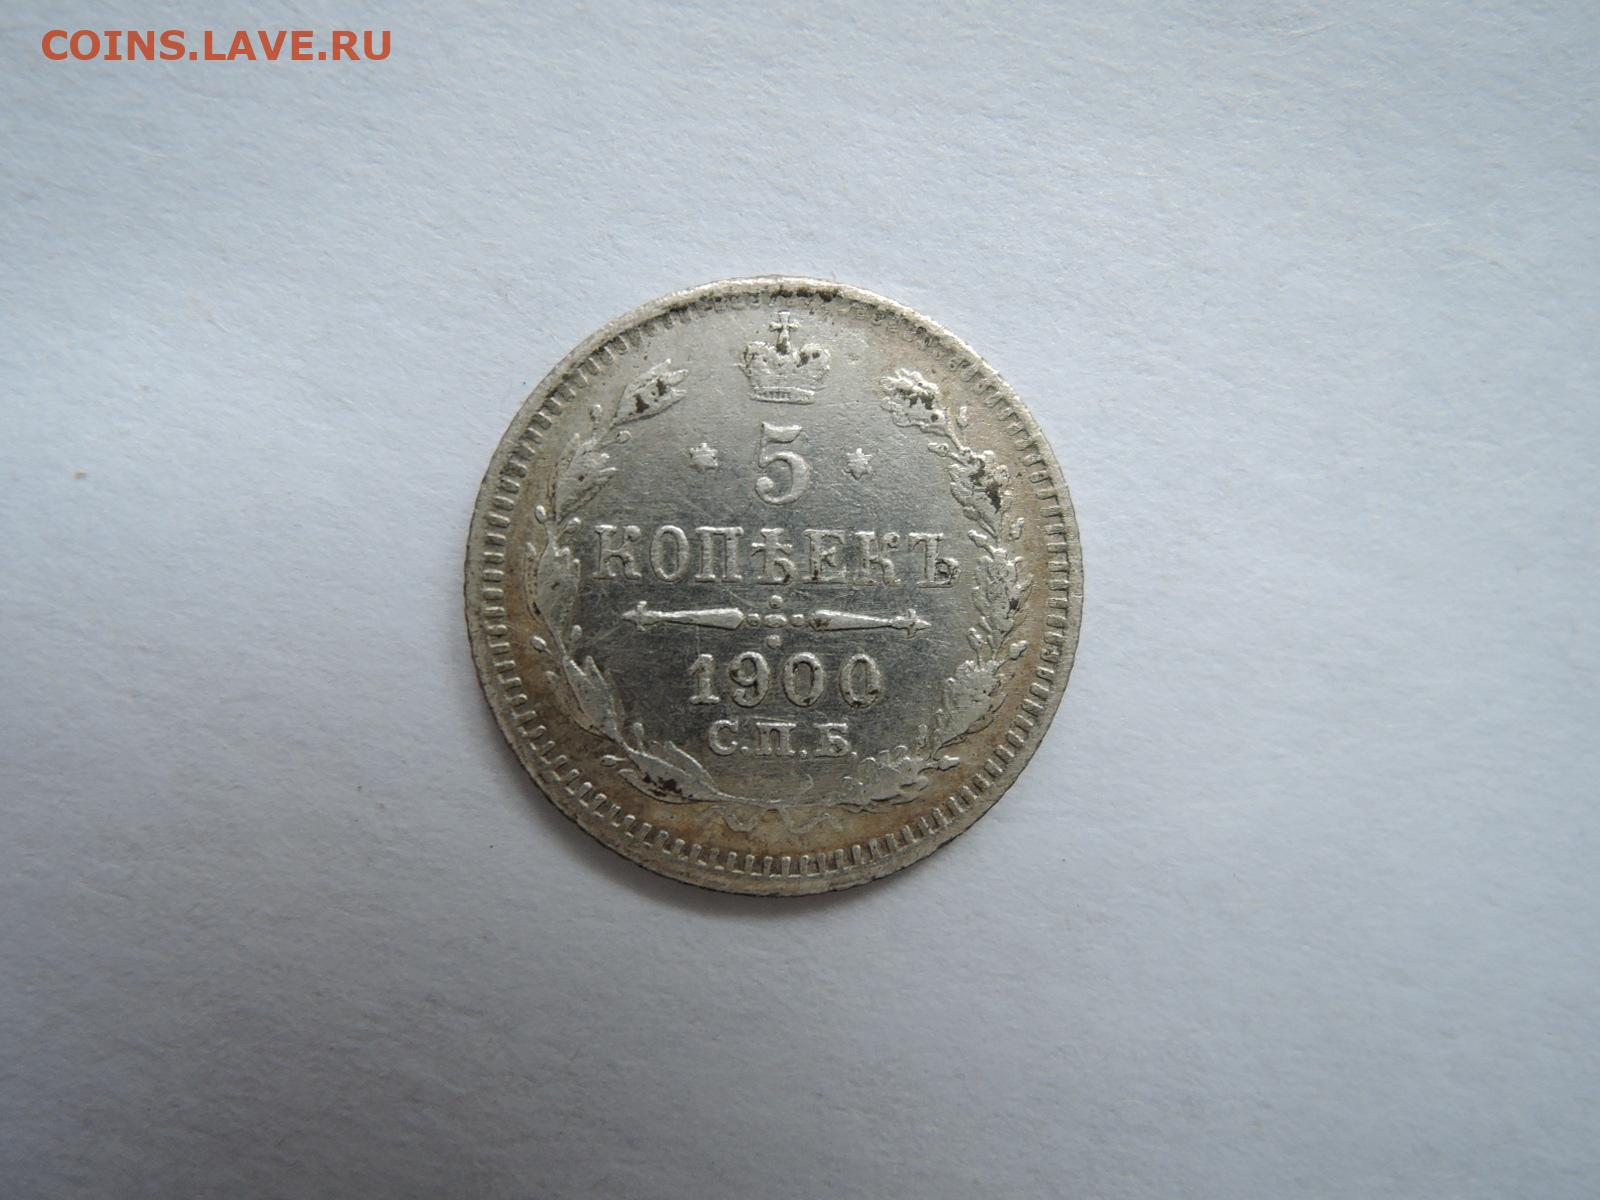 COINS.LAVE.RU
5
КОПѢЕКЪ
1900
С.П.Б.